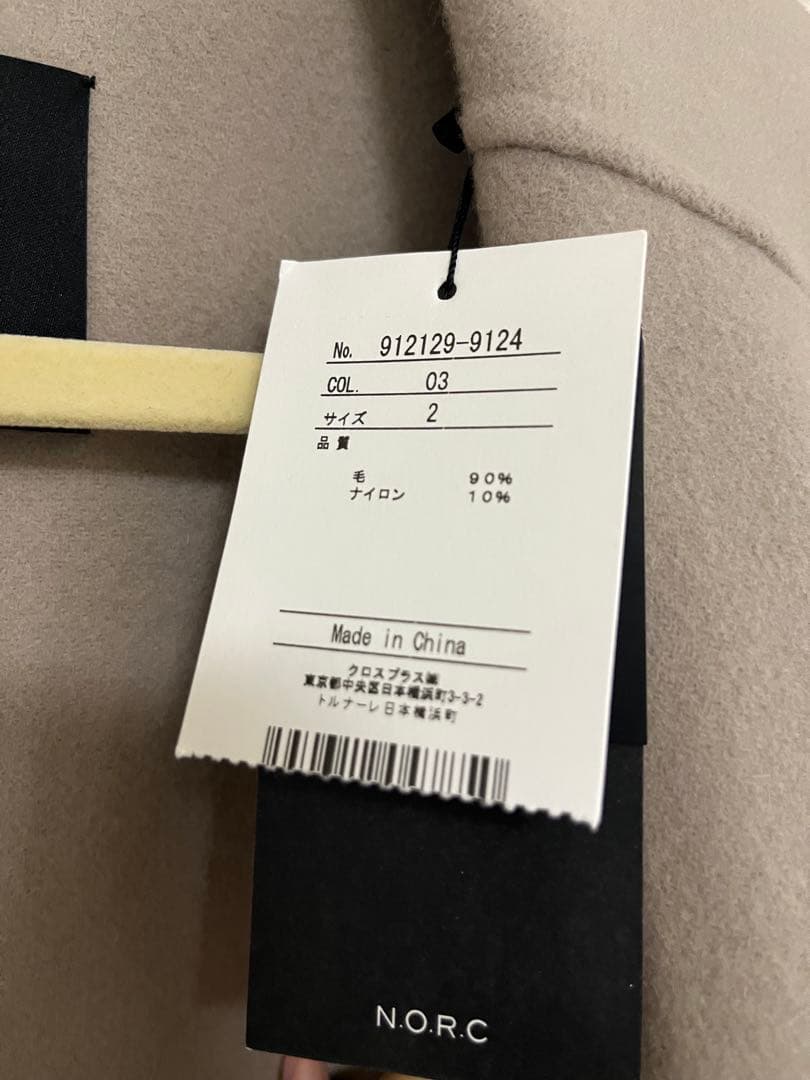 No. 912129-9124
COL. 03
サイズ 2
品質
毛 90%
ナイロン 10%
Made in China
クロスプラス㈱
東京都中央区日本橋浜町3-3-2
トルナーレ日本橋浜町
N.O.R.C